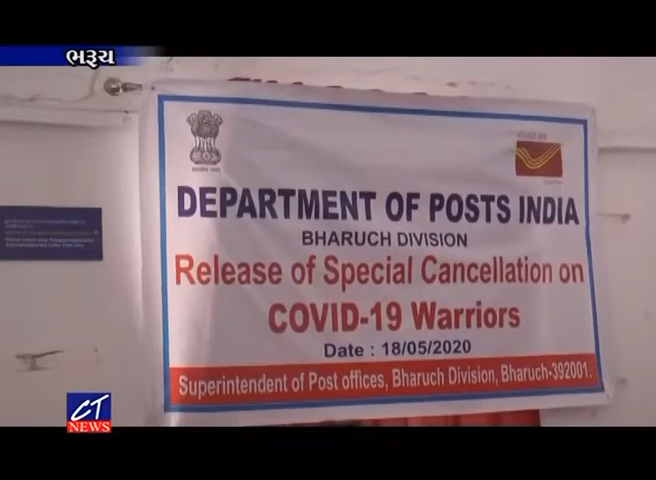 ભરૂચ
DEPARTMENT OF POSTS INDIA
BHARUCH DIVISION
Release of Special Cancellation on
COVID-19 Warriors
Date : 18/05/2020
Superintendent of Post offices, Bharuch Division, Bharuch-392001.
CT
NEWS